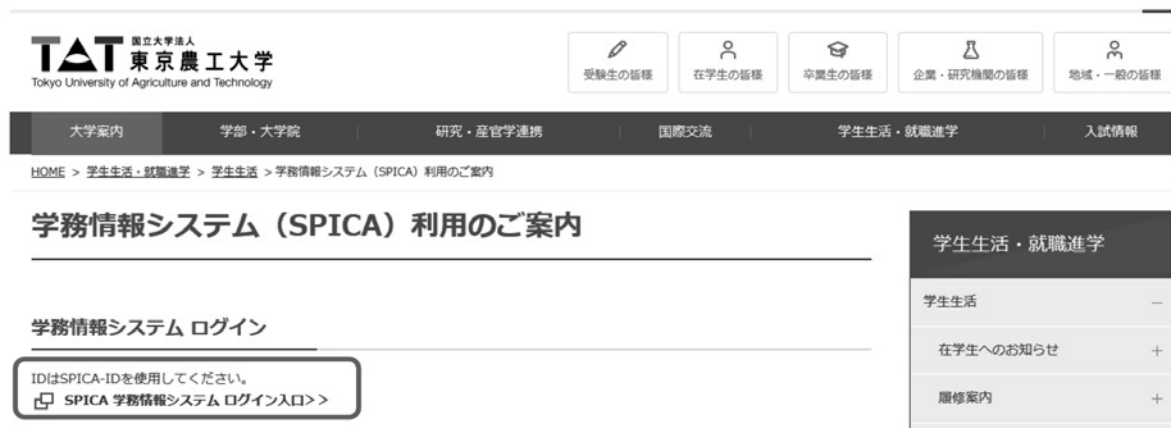 TAT 国立大学法人
東京農工大学
Tokyo University of Agriculture and Technology
受験生の皆様
在学生の皆様
卒業生の皆様
企業・研究機関の皆様
地域・一般の皆様
大学案内
学部・大学院
研究・産官学連携
国際交流
学生生活・就職進学
入試情報
HOME > 学生生活・就職進学 > 学生生活 > 学務情報システム（SPICA）利用のご案内
学務情報システム（SPICA）利用のご案内
学務情報システム ログイン
IDはSPICA-IDを使用してください。
SPICA 学務情報システム ログイン入口>>
学生生活・就職進学
学生生活 －
在学生へのお知らせ ＋
履修案内 ＋